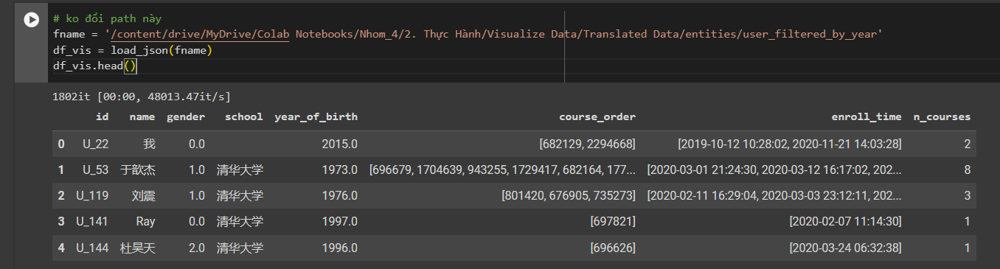 # ko đổi path này
fname = '/content/drive/MyDrive/Colab Notebooks/Nhom_4/2. Thực Hành/Visualize Data/Translated Data/entities/user_filtered_by_year'
df_vis = load_json(fname)
df_vis.head()
1802it [00:00, 48013.47it/s]
id name gender school year_of_birth course_order enroll_time n_courses
0 U_22 我 0.0 2015.0 [682129, 2294668] [2019-10-12 10:28:02, 2020-11-21 14:03:28] 2
1 U_53 于歆杰 1.0 清华大学 1973.0 [696679, 1704639, 943255, 1729417, 682164, 177... [2020-03-01 21:24:30, 2020-03-12 16:17:02, 202... 8
2 U_119 刘震 1.0 清华大学 1976.0 [801420, 676905, 735273] [2020-02-11 16:29:04, 2020-03-03 23:12:11, 202... 3
3 U_141 Ray 0.0 清华大学 1997.0 [697821] [2020-02-07 11:14:30] 1
4 U_144 杜昊天 2.0 清华大学 1996.0 [696626] [2020-03-24 06:32:38] 1